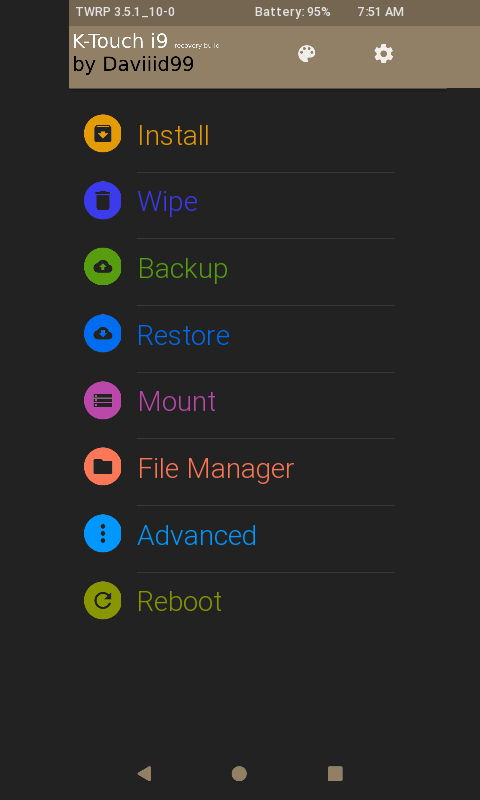 TWRP 3.5.1_10-0 Battery: 95% 7:51 AM
K-Touch i9 recovery build
by Daviiid99
Install
Wipe
Backup
Restore
Mount
File Manager
Advanced
Reboot